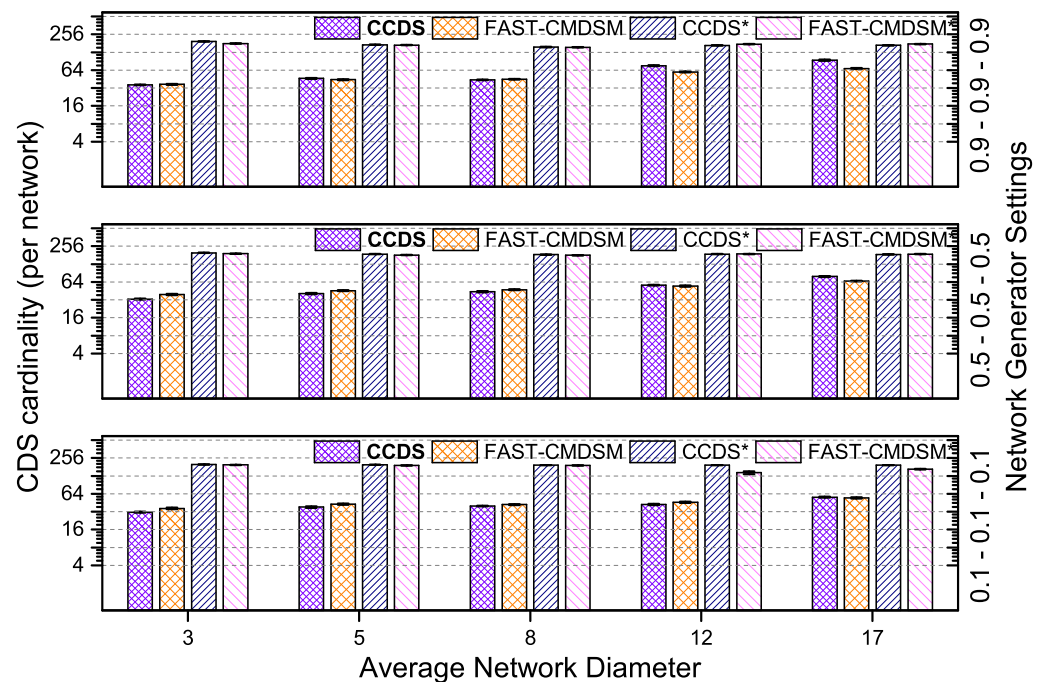 CDS cardinality (per network)
CCDS FAST-CMDSM CCDS* FAST-CMDSM*
256
64
16
4
0.9 - 0.9 - 0.9
CCDS FAST-CMDSM CCDS* FAST-CMDSM*
256
64
16
4
0.5 - 0.5 - 0.5
CCDS FAST-CMDSM CCDS* FAST-CMDSM*
256
64
16
4
0.1 - 0.1 - 0.1
Network Generator Settings
3 5 8 12 17
Average Network Diameter